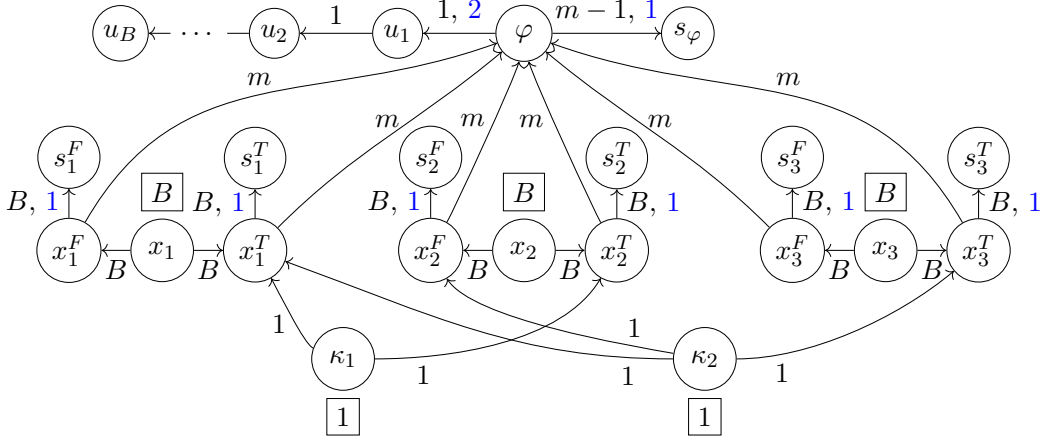 u_B ⋯ u_2 1 u_1 1, 2 φ m − 1, 1 s_φ
m m
s_1^F s_1^T m s_2^F m m s_2^T m s_3^F s_3^T
B, 1 B B, 1 B, 1 B B, 1 B, 1 B B, 1
x_1^F B x_1 B x_1^T x_2^F B x_2 B x_2^T x_3^F B x_3 B x_3^T
1 1
κ_1 1 1 κ_2 1
1 1